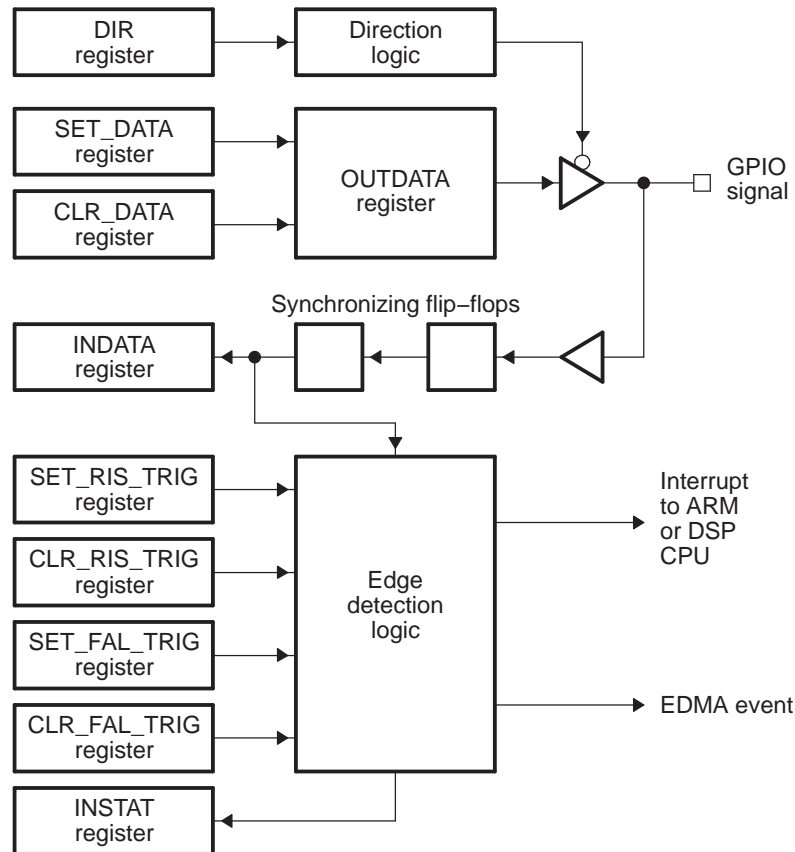 DIR
register
Direction
logic
SET_DATA
register
CLR_DATA
register
OUTDATA
register
GPIO
signal
Synchronizing flip−flops
INDATA
register
SET_RIS_TRIG
register
CLR_RIS_TRIG
register
SET_FAL_TRIG
register
CLR_FAL_TRIG
register
INSTAT
register
Edge
detection
logic
Interrupt
to ARM
or DSP
CPU
EDMA event